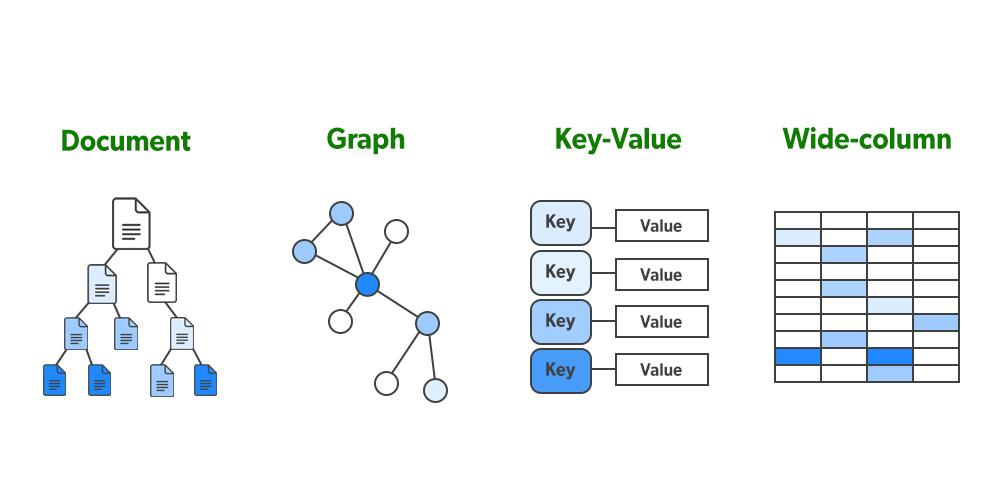 Document
Graph
Key-Value
Wide-column
Key
Value
Key
Value
Key
Value
Key
Value